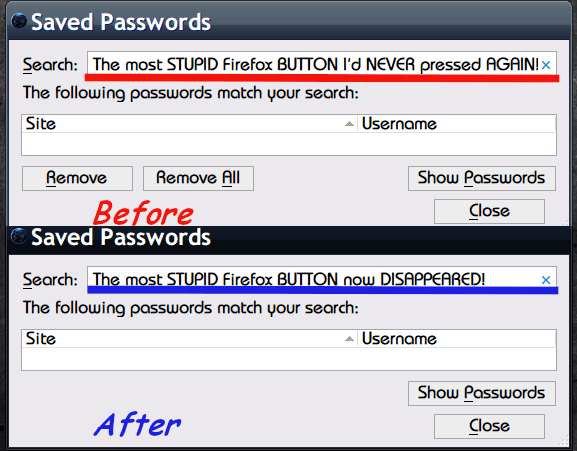 Saved Passwords
Search: The most STUPID Firefox BUTTON I'd NEVER pressed AGAIN!
The following passwords match your search:
Site Username
Remove Remove All Show Passwords
Before Close
Saved Passwords
Search: The most STUPID Firefox BUTTON now DISAPPEARED!
The following passwords match your search:
Site Username
Show Passwords
After Close